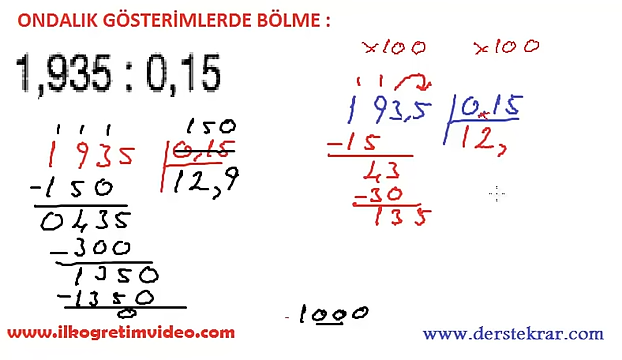 ONDALIK GÖSTERİMLERDE BÖLME :
1,935 : 0,15
1 1 1
150
1935 0,15
-150 12,9
0435
-300
1350
-1350
0
x100 x100
1 1
193,5 0,15
-15 12,
43
-30
135
1000
www.ilkogretimvideo.com
www.derstekrar.com